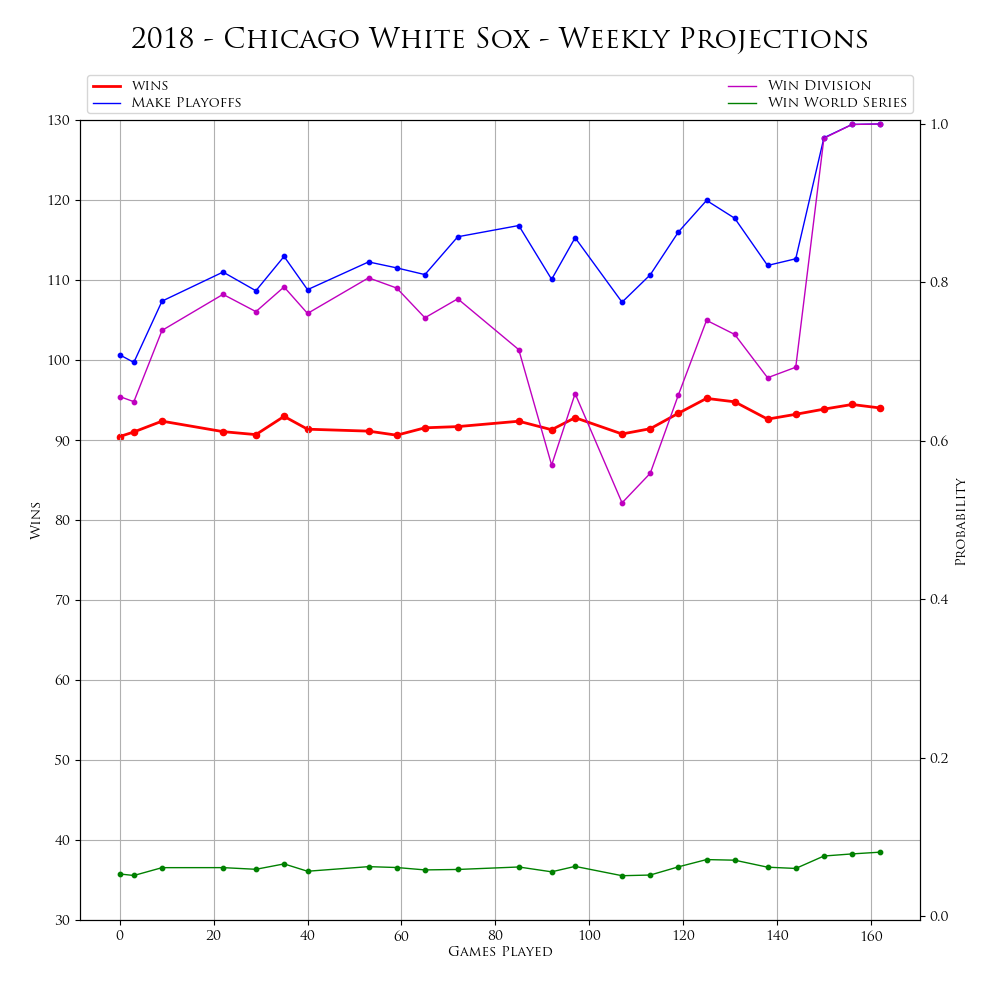 2018 - Chicago White Sox - Weekly Projections
wins
Make Playoffs
Win Division
Win World Series
130
120
110
100
90
80
70
60
50
40
30
Wins
1.0
0.8
0.6
0.4
0.2
0.0
Probability
0 20 40 60 80 100 120 140 160
Games Played